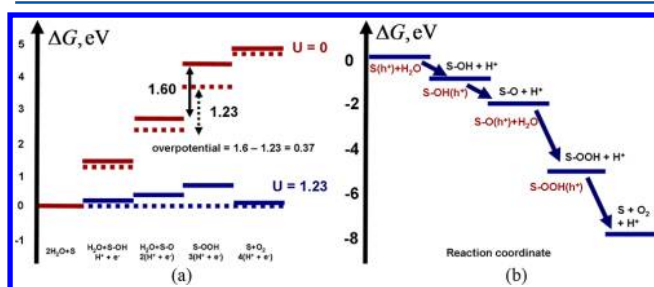 ΔG, eV
5
4
3
2
1
0
-1
U = 0
1.60
1.23
overpotential = 1.6 – 1.23 = 0.37
U = 1.23
2H₂O+S
H₂O+S-OH
H⁺ + e⁻
H₂O+S-O
2(H⁺ + e⁻)
S-OOH
3(H⁺ + e⁻)
S+O₂
4(H⁺ + e⁻)
(a)
ΔG, eV
0
-2
-4
-6
-8
S(h⁺)+H₂O
S-OH + H⁺
S-OH(h⁺)
S-O + H⁺
S-O(h⁺)+H₂O
S-OOH + H⁺
S-OOH(h⁺)
S + O₂
+ H⁺
Reaction coordinate
(b)